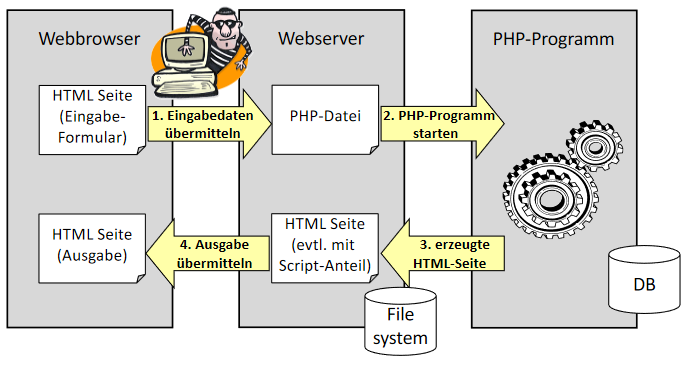 Webbrowser
Webserver
PHP-Programm
HTML Seite
(Eingabe-
Formular)
1. Eingabedaten
übermitteln
PHP-Datei
2. PHP-Programm
starten
HTML Seite
(Ausgabe)
4. Ausgabe
übermitteln
HTML Seite
(evtl. mit
Script-Anteil)
3. erzeugte
HTML-Seite
File
system
DB